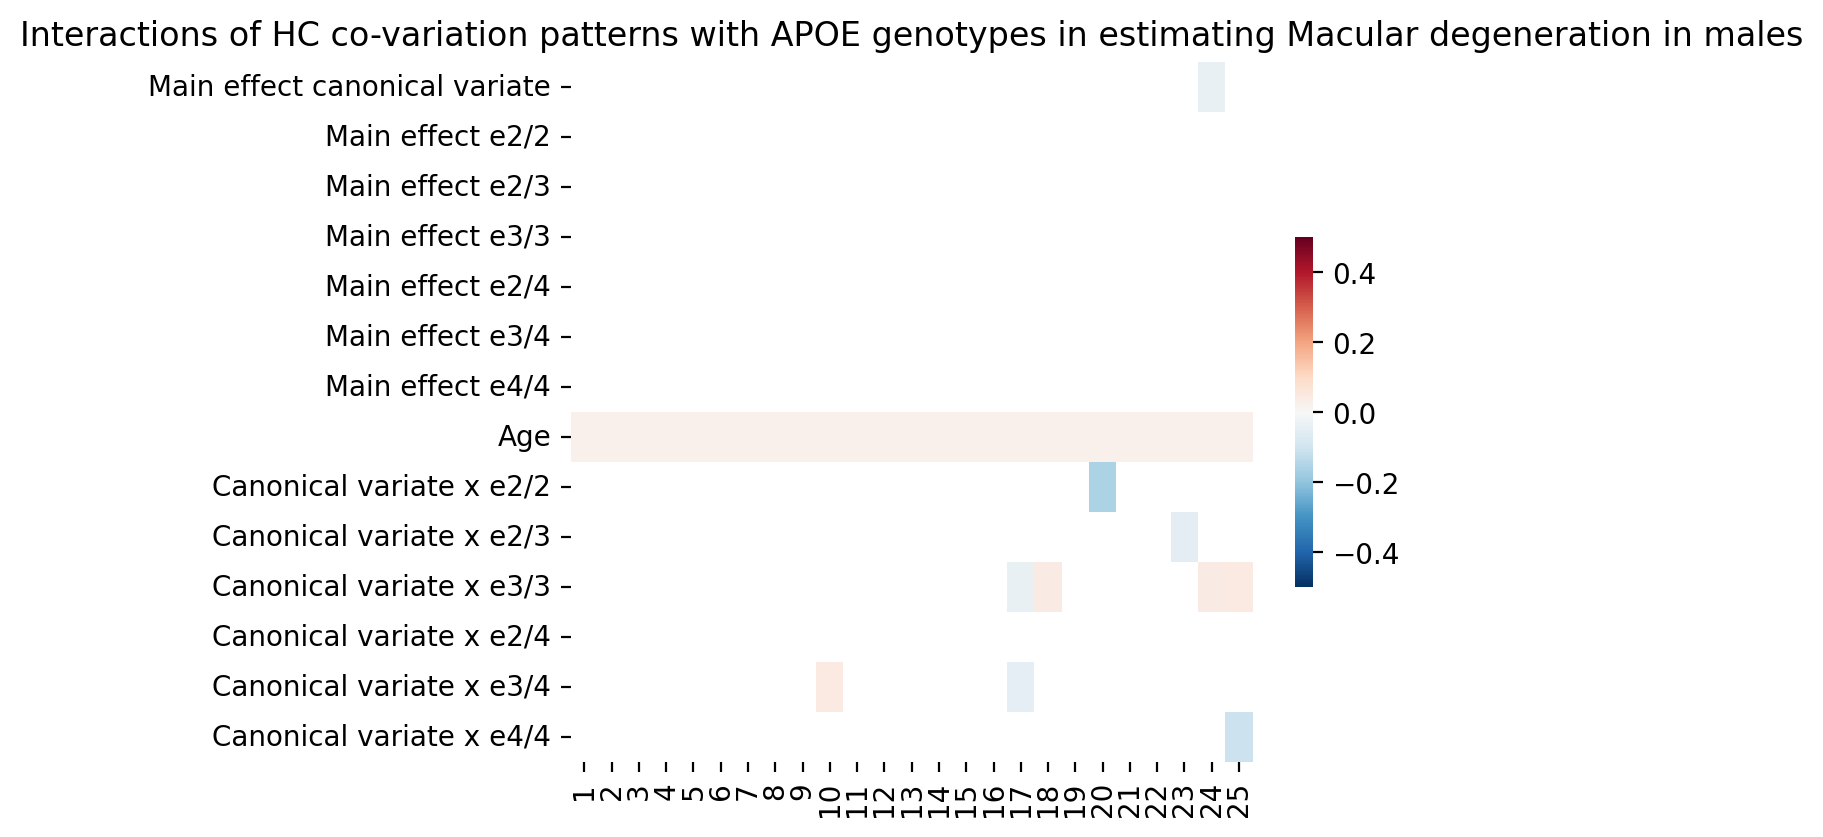 Interactions of HC co-variation patterns with APOE genotypes in estimating Macular degeneration in males
Main effect canonical variate
Main effect e2/2
Main effect e2/3
Main effect e3/3
Main effect e2/4
Main effect e3/4
Main effect e4/4
Age
Canonical variate x e2/2
Canonical variate x e2/3
Canonical variate x e3/3
Canonical variate x e2/4
Canonical variate x e3/4
Canonical variate x e4/4
1 2 3 4 5 6 7 8 9 10 11 12 13 14 15 16 17 18 19 20 21 22 23 24 25
0.4
0.2
0.0
−0.2
−0.4